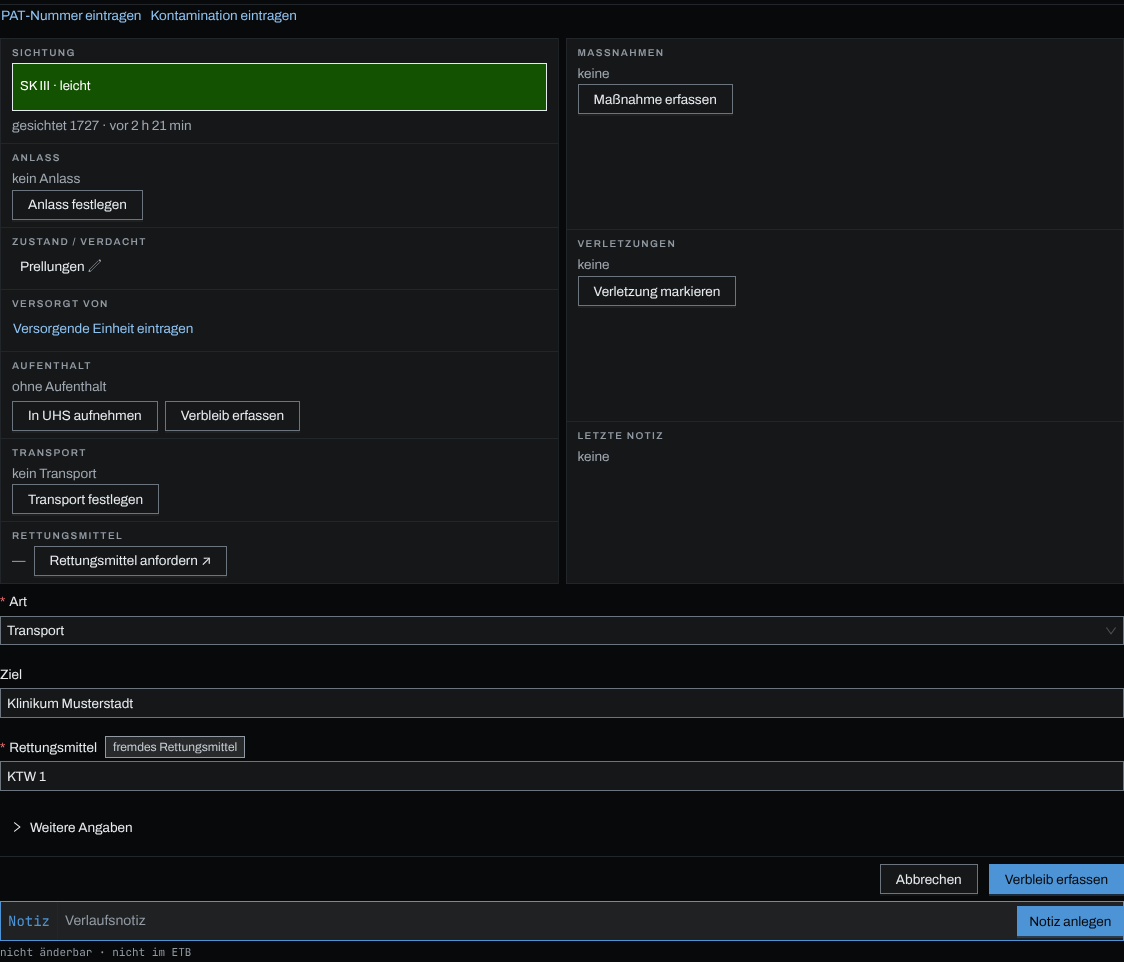 PAT-Nummer eintragen Kontamination eintragen
SICHTUNG
SK III · leicht
gesichtet 1727 · vor 2 h 21 min
ANLASS
kein Anlass
Anlass festlegen
ZUSTAND / VERDACHT
Prellungen
VERSORGT VON
Versorgende Einheit eintragen
AUFENTHALT
ohne Aufenthalt
In UHS aufnehmen Verbleib erfassen
TRANSPORT
kein Transport
Transport festlegen
RETTUNGSMITTEL
— Rettungsmittel anfordern ↗
MASSNAHMEN
keine
Maßnahme erfassen
VERLETZUNGEN
keine
Verletzung markieren
LETZTE NOTIZ
keine
* Art
Transport
Ziel
Klinikum Musterstadt
* Rettungsmittel fremdes Rettungsmittel
KTW 1
Weitere Angaben
Abbrechen Verbleib erfassen
Notiz Verlaufsnotiz Notiz anlegen
nicht änderbar · nicht im ETB